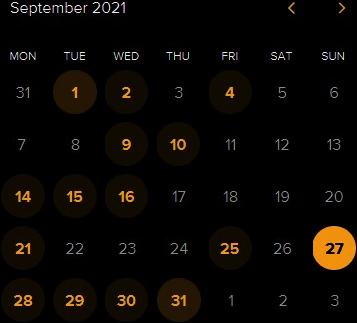 September 2021
MON TUE WED THU FRI SAT SUN
31 1 2 3 4 5 6
7 8 9 10 11 12 13
14 15 16 17 18 19 20
21 22 23 24 25 26 27
28 29 30 31 1 2 3